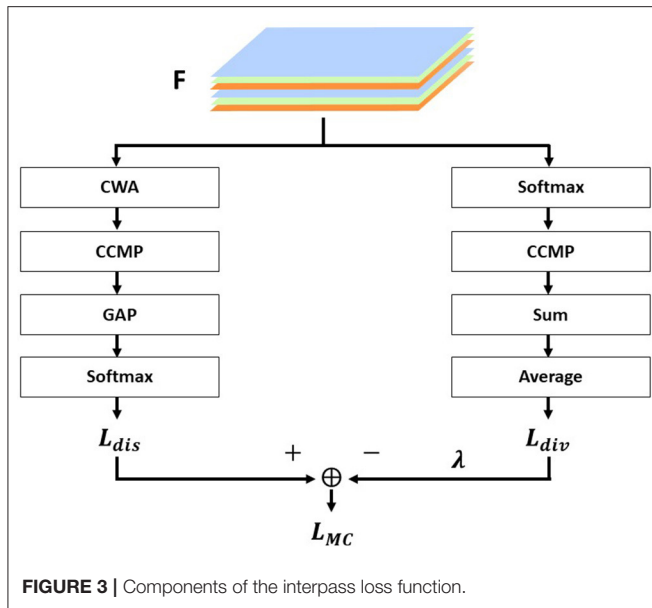 F
CWA
CCMP
GAP
Softmax
L_dis
Softmax
CCMP
Sum
Average
L_div
+ ⊕ − λ
L_MC
FIGURE 3 | Components of the interpass loss function.